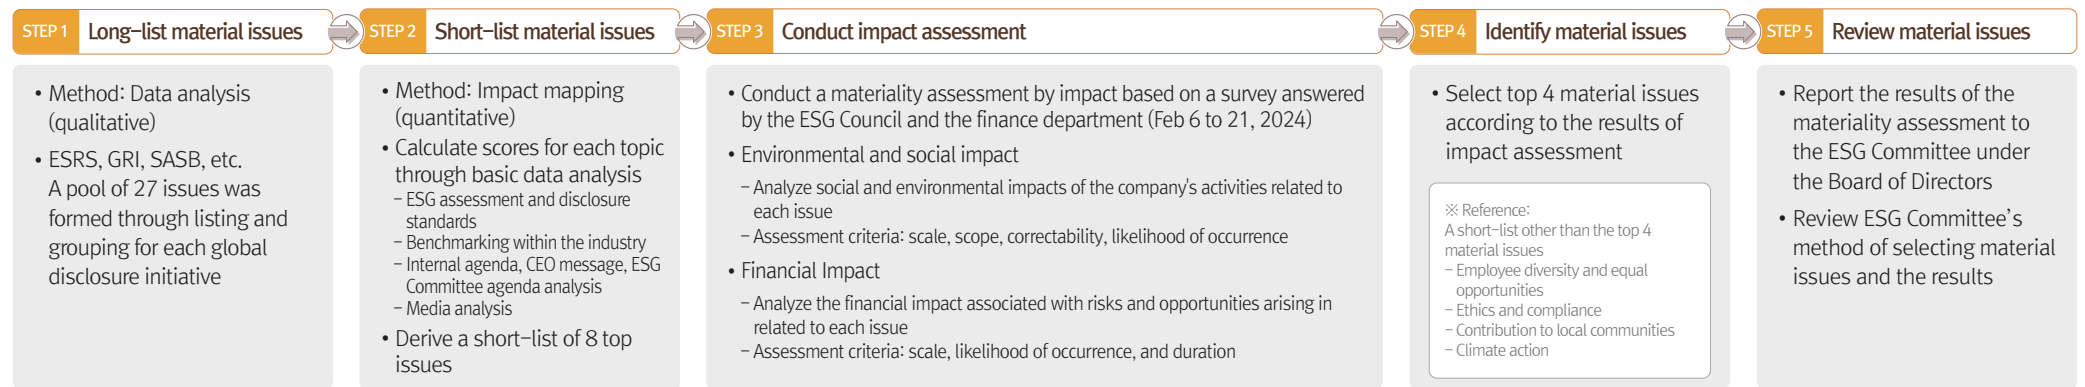 STEP 1 Long-list material issues
• Method: Data analysis
(qualitative)
• ESRS, GRI, SASB, etc.
A pool of 27 issues was
formed through listing and
grouping for each global
disclosure initiative
STEP 2 Short-list material issues
• Method: Impact mapping
(quantitative)
• Calculate scores for each topic
through basic data analysis
- ESG assessment and disclosure
standards
- Benchmarking within the industry
- Internal agenda, CEO message, ESG
Committee agenda analysis
- Media analysis
• Derive a short-list of 8 top
issues
STEP 3 Conduct impact assessment
• Conduct a materiality assessment by impact based on a survey answered
by the ESG Council and the finance department (Feb 6 to 21, 2024)
• Environmental and social impact
- Analyze social and environmental impacts of the company's activities related to
each issue
- Assessment criteria: scale, scope, correctability, likelihood of occurrence
• Financial Impact
- Analyze the financial impact associated with risks and opportunities arising in
related to each issue
- Assessment criteria: scale, likelihood of occurrence, and duration
STEP 4 Identify material issues
• Select top 4 material issues
according to the results of
impact assessment
※ Reference:
A short-list other than the top 4
material issues
- Employee diversity and equal
opportunities
- Ethics and compliance
- Contribution to local communities
- Climate action
STEP 5 Review material issues
• Report the results of the
materiality assessment to
the ESG Committee under
the Board of Directors
• Review ESG Committee's
method of selecting material
issues and the results